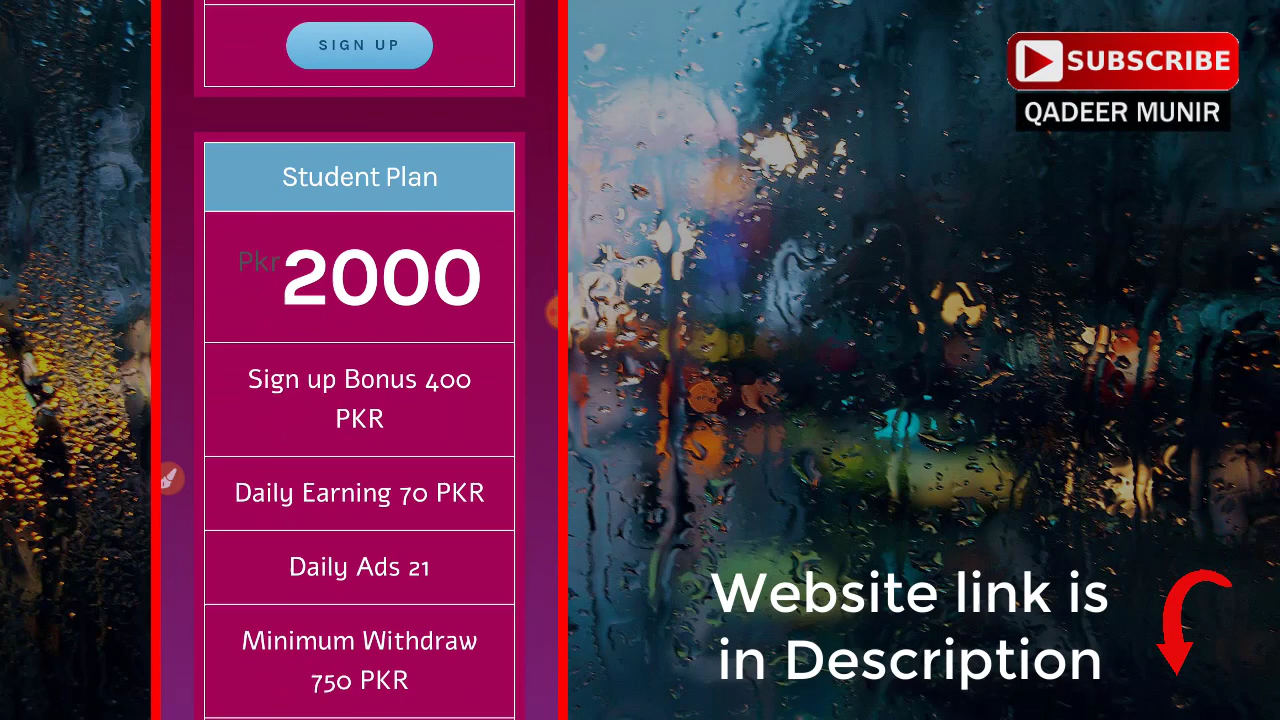 SIGN UP
Student Plan
Pkr 2000
Sign up Bonus 400
PKR
Daily Earning 70 PKR
Daily Ads 21
Minimum Withdraw
750 PKR
SUBSCRIBE
QADEER MUNIR
Website link is
in Description